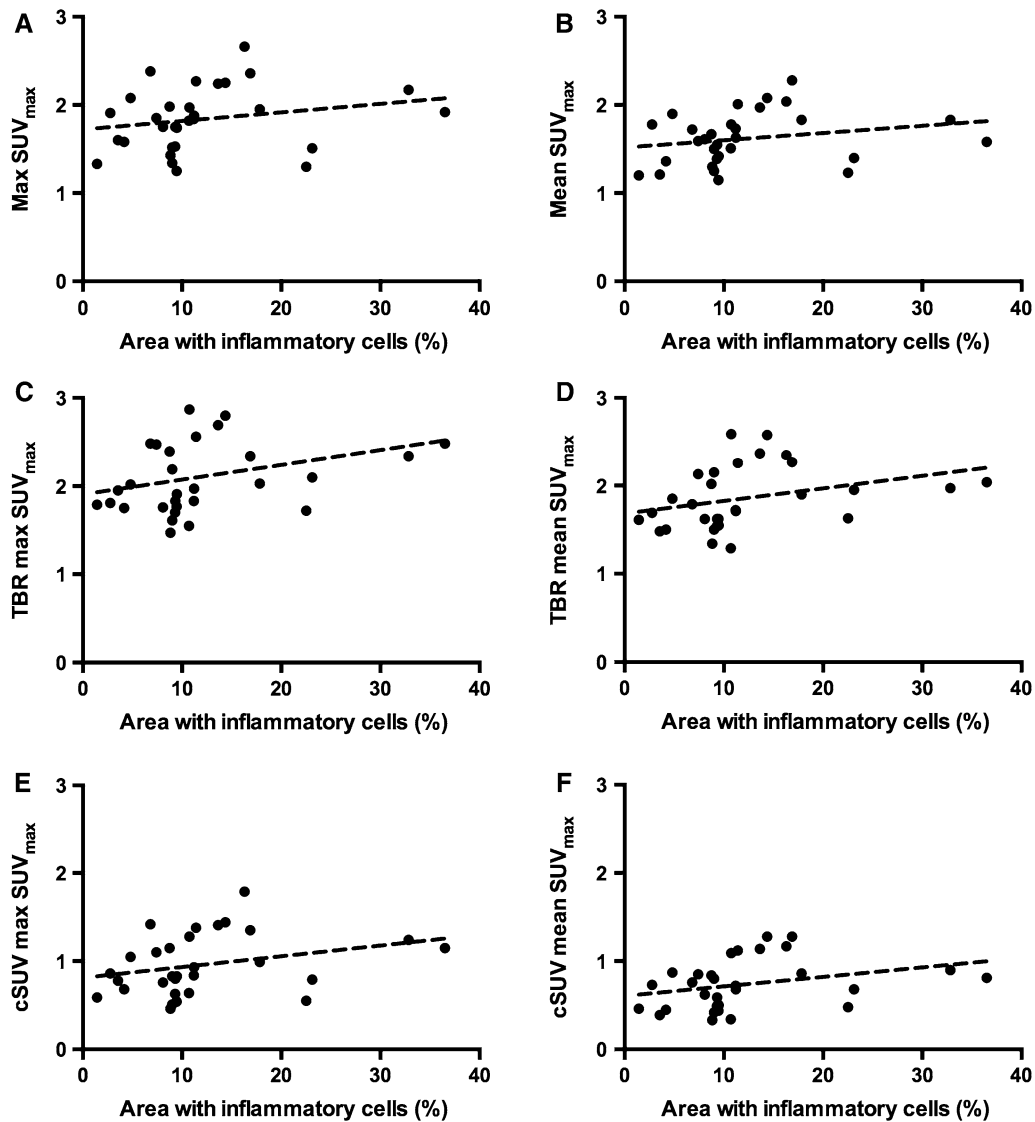 A
3
2
1
0
Max SUVmax
0 10 20 30 40
Area with inflammatory cells (%)
B
3
2
1
0
Mean SUVmax
0 10 20 30 40
Area with inflammatory cells (%)
C
3
2
1
0
TBR max SUVmax
0 10 20 30 40
Area with inflammatory cells (%)
D
3
2
1
0
TBR mean SUVmax
0 10 20 30 40
Area with inflammatory cells (%)
E
3
2
1
0
cSUV max SUVmax
0 10 20 30 40
Area with inflammatory cells (%)
F
3
2
1
0
cSUV mean SUVmax
0 10 20 30 40
Area with inflammatory cells (%)